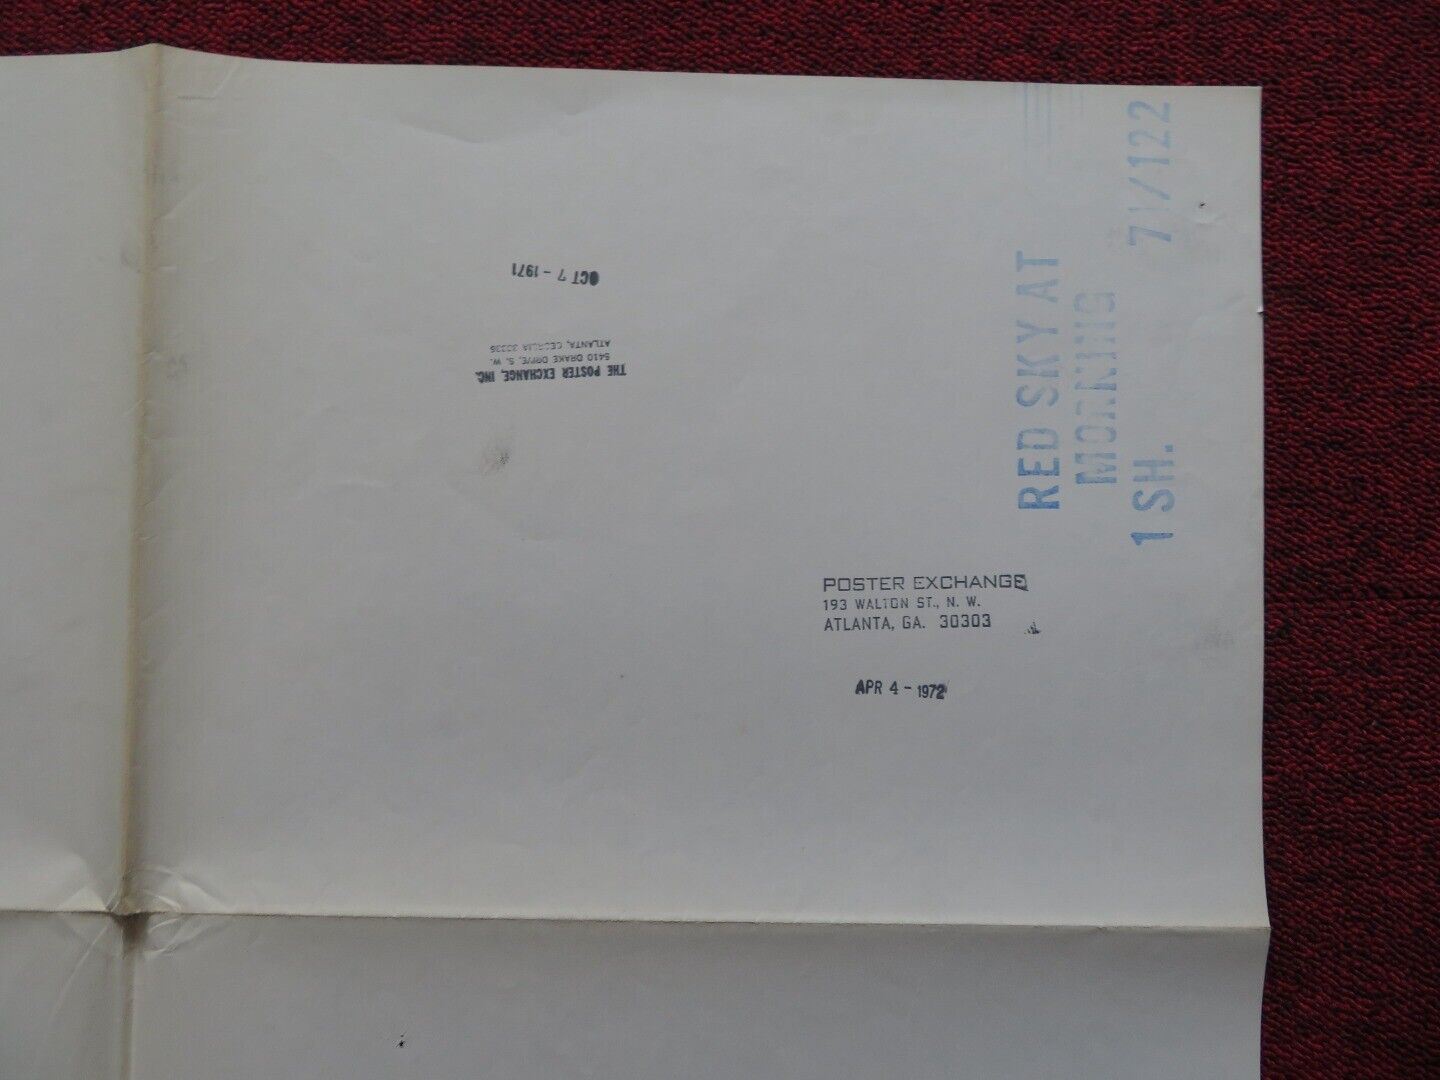 RED SKY AT
MORNING
1 SH. 71/122
OCT 7 - 1971
THE POSTER EXCHANGE, INC.
5410 DRAKE DRIVE, S. W.
ATLANTA, GEORGIA 30336
POSTER EXCHANGE
193 WALTON ST., N. W.
ATLANTA, GA. 30303
APR 4 - 1972